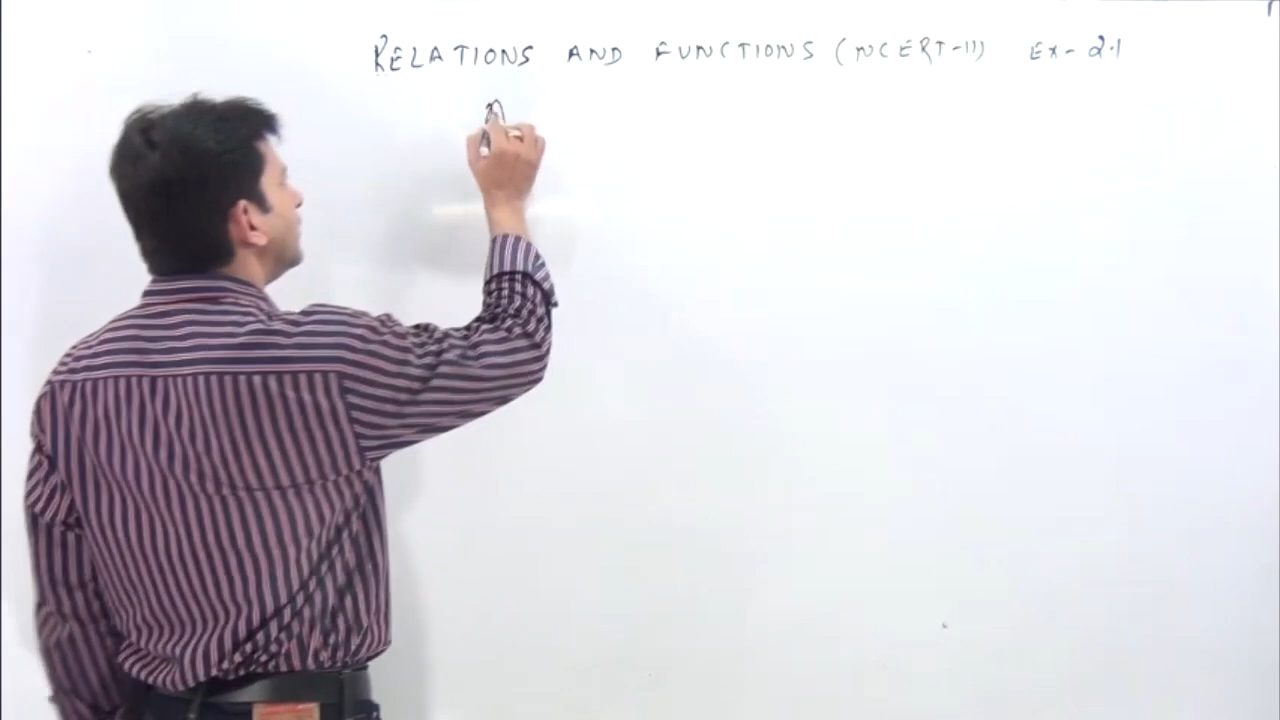 RELATIONS AND FUNCTIONS (NCERT-11) Ex- 2.1